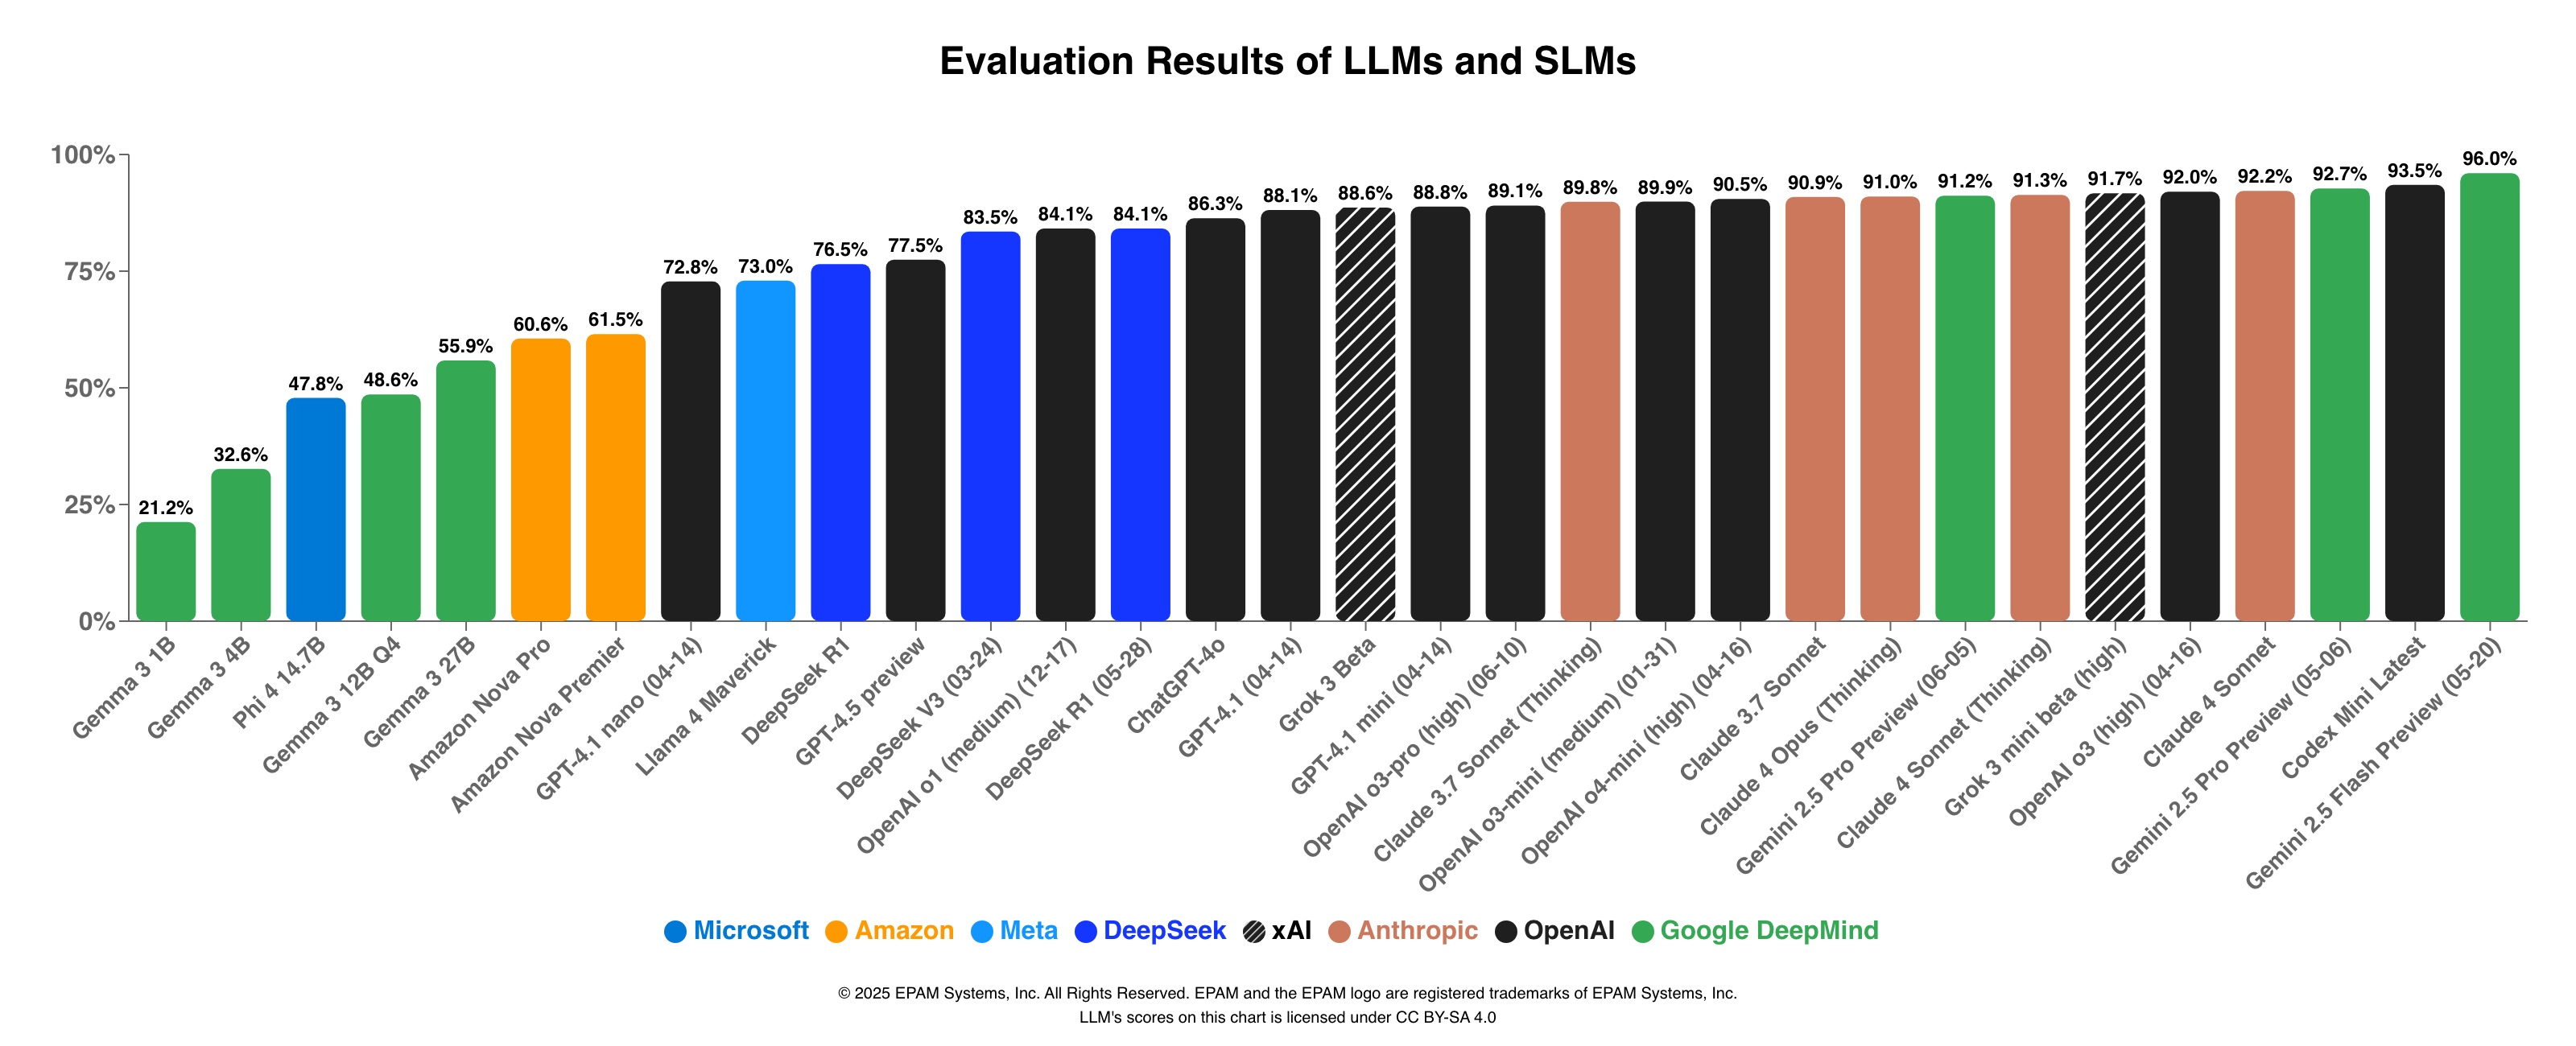 Evaluation Results of LLMs and SLMs
100%
75%
50%
25%
0%
21.2%
32.6%
47.8%
48.6%
55.9%
60.6%
61.5%
72.8%
73.0%
76.5%
77.5%
83.5%
84.1%
84.1%
86.3%
88.1%
88.6%
88.8%
89.1%
89.8%
89.9%
90.5%
90.9%
91.0%
91.2%
91.3%
91.7%
92.0%
92.2%
92.7%
93.5%
96.0%
Gemma 3 1B
Gemma 3 4B
Phi 4 14.7B
Gemma 3 12B Q4
Gemma 3 27B
Amazon Nova Pro
Amazon Nova Premier
GPT-4.1 nano (04-14)
Llama 4 Maverick
DeepSeek R1
GPT-4.5 preview
DeepSeek V3 (03-24)
OpenAI o1 (medium) (12-17)
DeepSeek R1 (05-28)
ChatGPT-4o
GPT-4.1 (04-14)
Grok 3 Beta
GPT-4.1 mini (04-14)
OpenAI o3-pro (high) (06-10)
Claude 3.7 Sonnet (Thinking)
OpenAI o3-mini (medium) (01-31)
OpenAI o4-mini (high) (04-16)
Claude 3.7 Sonnet
Claude 4 Opus (Thinking)
Gemini 2.5 Pro Preview (06-05)
Claude 4 Sonnet (Thinking)
Grok 3 mini beta (high)
OpenAI o3 (high) (04-16)
Claude 4 Sonnet
Gemini 2.5 Pro Preview (05-06)
Codex Mini Latest
Gemini 2.5 Flash Preview (05-20)
Microsoft Amazon Meta DeepSeek xAI Anthropic OpenAI Google DeepMind
© 2025 EPAM Systems, Inc. All Rights Reserved. EPAM and the EPAM logo are registered trademarks of EPAM Systems, Inc.
LLM's scores on this chart is licensed under CC BY-SA 4.0